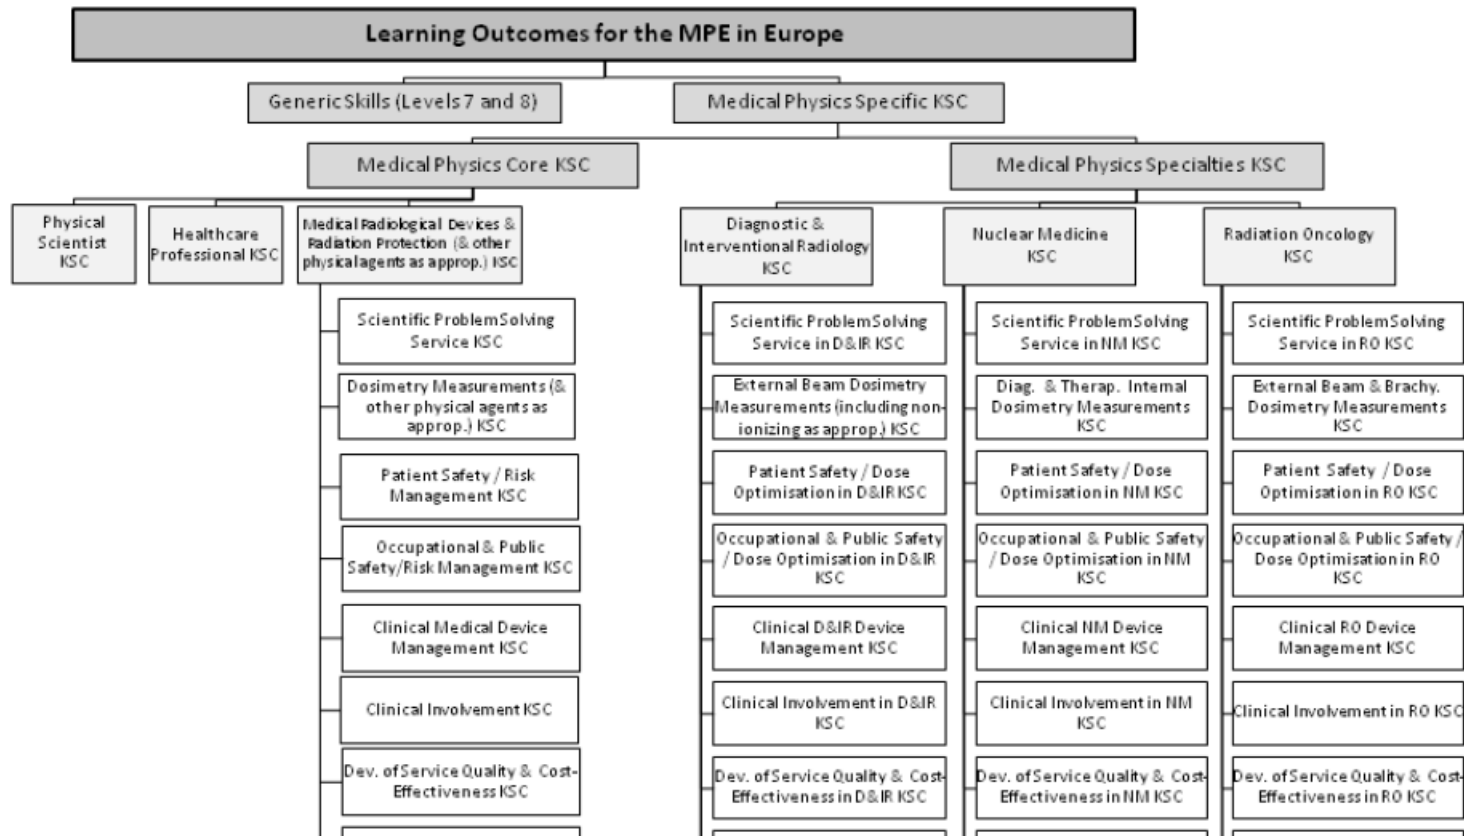 Learning Outcomes for the MPE in Europe
Generic Skills (Levels 7 and 8)
Medical Physics Specific KSC
Medical Physics Core KSC
Medical Physics Specialties KSC
Physical
Scientist
KSC
Healthcare
Professional KSC
Medical Radiological Devices &
Radiation Protection (& other
physical agents as approp.) KSC
Diagnostic &
Interventional Radiology
KSC
Nuclear Medicine
KSC
Radiation Oncology
KSC
Scientific Problem Solving
Service KSC
Dosimetry Measurements (&
other physical agents as
approp.) KSC
Patient Safety / Risk
Management KSC
Occupational & Public
Safety/Risk Management KSC
Clinical Medical Device
Management KSC
Clinical Involvement KSC
Dev. of Service Quality & Cost-
Effectiveness KSC
Scientific Problem Solving
Service in D&IR KSC
External Beam Dosimetry
Measurements (including non-
ionizing as approp.) KSC
Patient Safety / Dose
Optimisation in D&IR KSC
Occupational & Public Safety
/ Dose Optimisation in D&IR
KSC
Clinical D&IR Device
Management KSC
Clinical Involvement in D&IR
KSC
Dev. of Service Quality & Cost-
Effectiveness in D&IR KSC
Scientific Problem Solving
Service in NM KSC
Diag. & Therap. Internal
Dosimetry Measurements
KSC
Patient Safety / Dose
Optimisation in NM KSC
Occupational & Public Safety
/ Dose Optimisation in NM
KSC
Clinical NM Device
Management KSC
Clinical Involvement in NM
KSC
Dev. of Service Quality & Cost-
Effectiveness in NM KSC
Scientific Problem Solving
Service in RO KSC
External Beam & Brachy.
Dosimetry Measurements
KSC
Patient Safety / Dose
Optimisation in RO KSC
Occupational & Public Safety /
Dose Optimisation in RO
KSC
Clinical RO Device
Management KSC
Clinical Involvement in RO KSC
Dev. of Service Quality & Cost-
Effectiveness in RO KSC